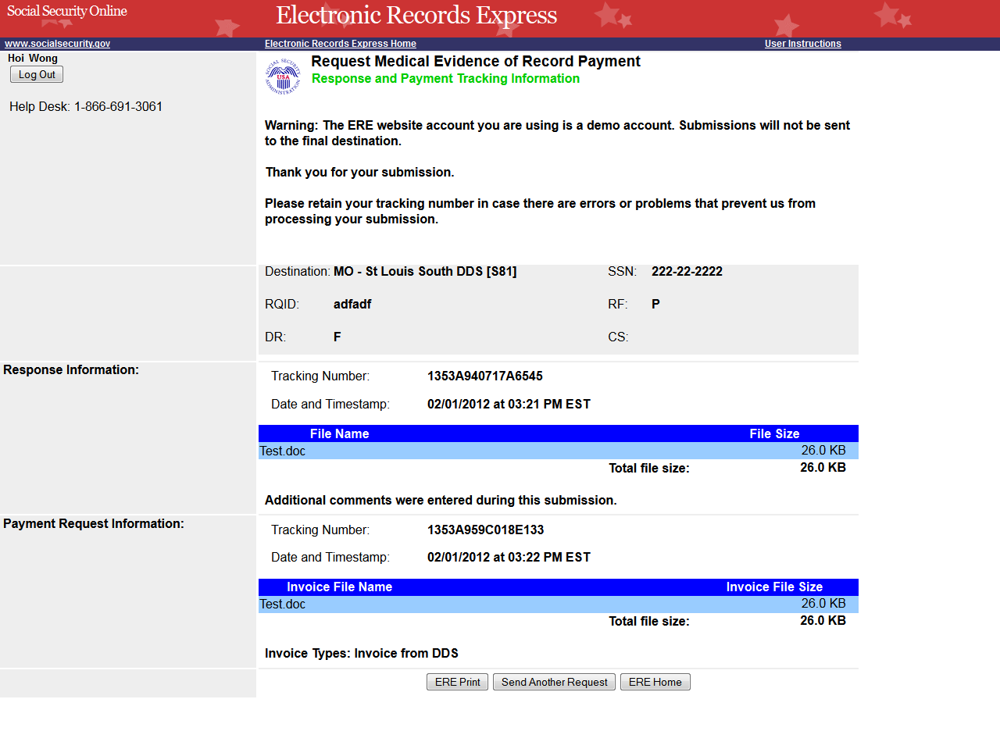 Social Security Online
Electronic Records Express
www.socialsecurity.gov
Electronic Records Express Home
User Instructions
Hoi Wong
Log Out
Help Desk: 1-866-691-3061
SOCIAL SECURITY ADMINISTRATION
USA
Request Medical Evidence of Record Payment
Response and Payment Tracking Information
Warning: The ERE website account you are using is a demo account. Submissions will not be sent
to the final destination.
Thank you for your submission.
Please retain your tracking number in case there are errors or problems that prevent us from
processing your submission.
Destination: MO - St Louis South DDS [S81] SSN: 222-22-2222
RQID: adfadf RF: P
DR: F CS:
Response Information:
Tracking Number: 1353A940717A6545
Date and Timestamp: 02/01/2012 at 03:21 PM EST
File Name File Size
Test.doc 26.0 KB
Total file size: 26.0 KB
Additional comments were entered during this submission.
Payment Request Information:
Tracking Number: 1353A959C018E133
Date and Timestamp: 02/01/2012 at 03:22 PM EST
Invoice File Name Invoice File Size
Test.doc 26.0 KB
Total file size: 26.0 KB
Invoice Types: Invoice from DDS
ERE Print Send Another Request ERE Home